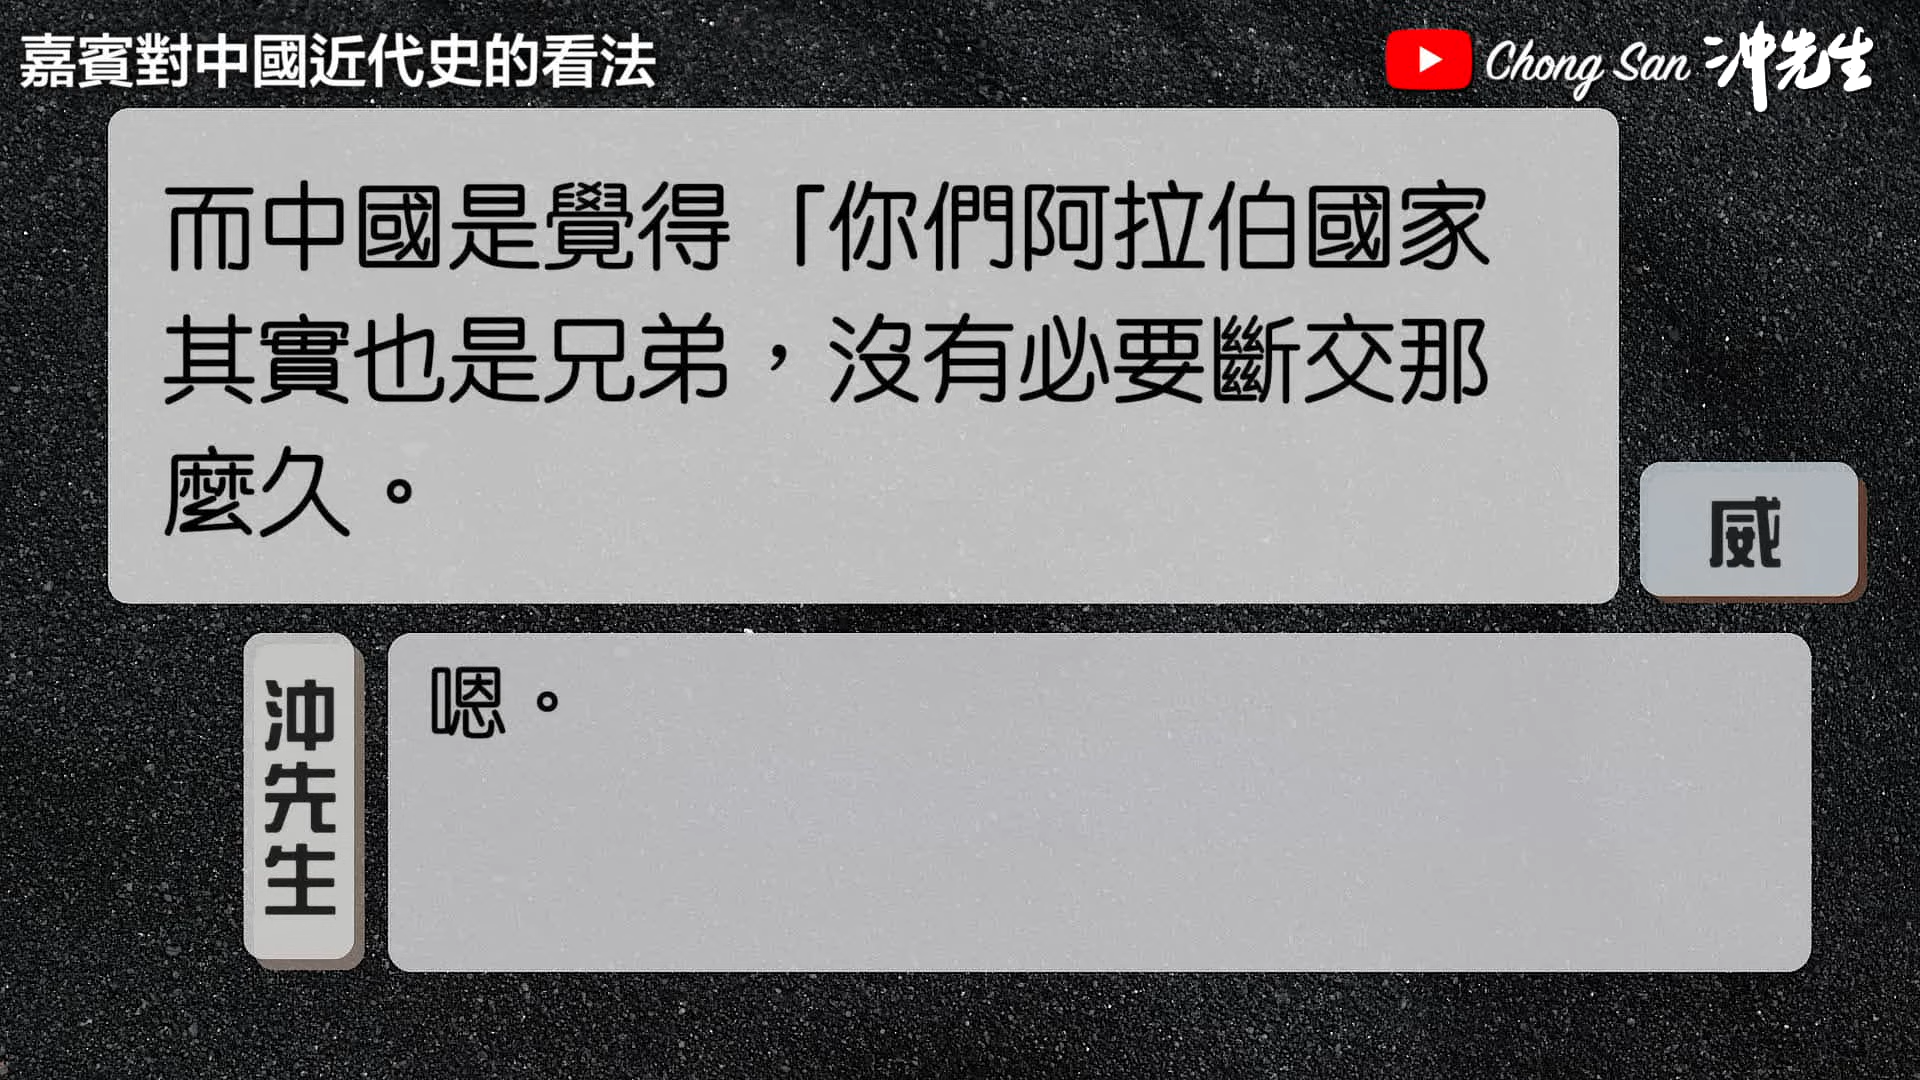 嘉賓對中國近代史的看法
Chong San 沖先生
而中國是覺得「你們阿拉伯國家
其實也是兄弟，沒有必要斷交那
麼久。
威
沖先生
嗯。